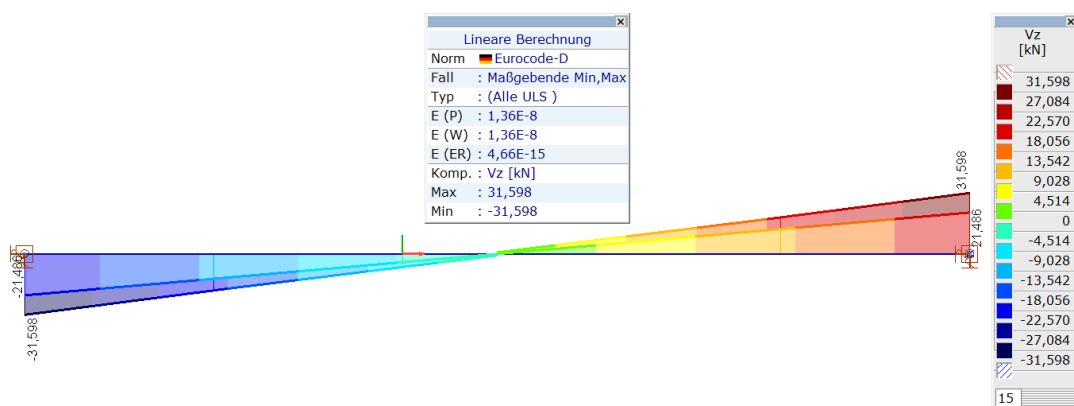 Lineare Berechnung
Norm Eurocode-D
Fall : Maßgebende Min,Max
Typ : (Alle ULS )
E (P) : 1,36E-8
E (W) : 1,36E-8
E (ER) : 4,66E-15
Komp. : Vz [kN]
Max : 31,598
Min : -31,598
Vz
[kN]
31,598
27,084
22,570
18,056
13,542
9,028
4,514
0
-4,514
-9,028
-13,542
-18,056
-22,570
-27,084
-31,598
15
31,598
21,486
-21,486
-31,598